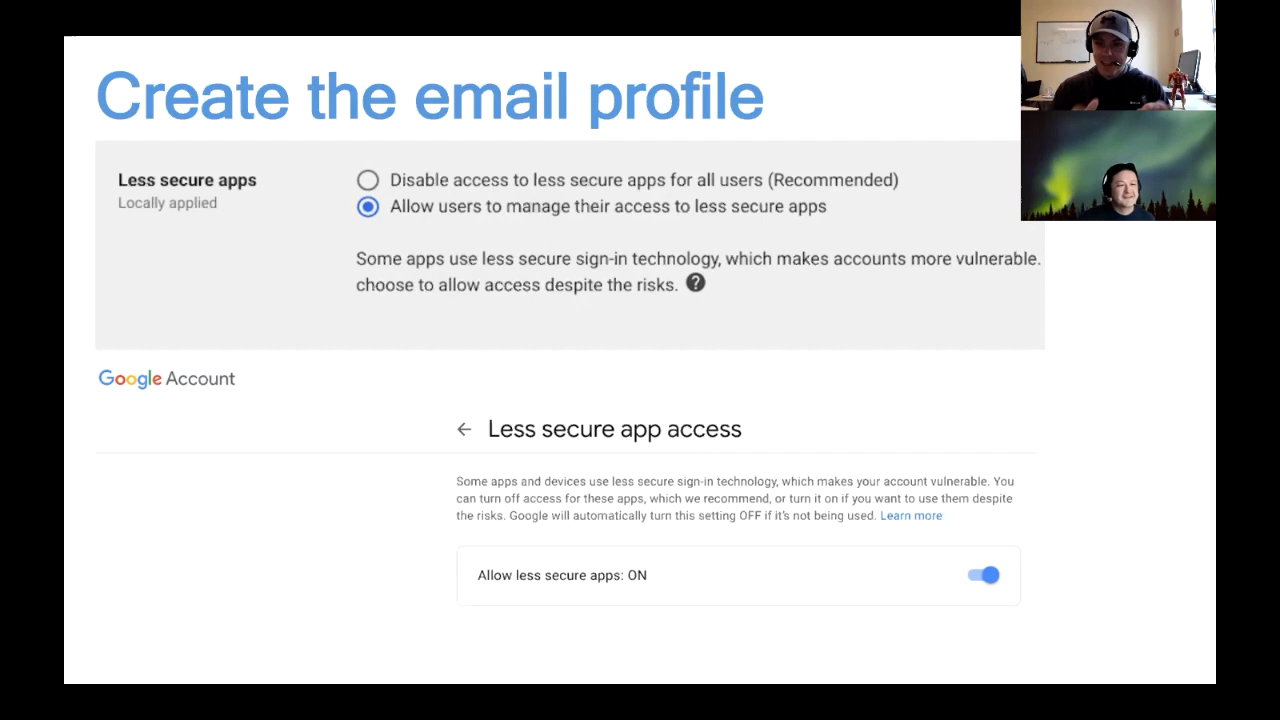 Create the email profile
Less secure apps
Locally applied
Disable access to less secure apps for all users (Recommended)
Allow users to manage their access to less secure apps
Some apps use less secure sign-in technology, which makes accounts more vulnerable.
choose to allow access despite the risks. ?
Google Account
Less secure app access
Some apps and devices use less secure sign-in technology, which makes your account vulnerable. You
can turn off access for these apps, which we recommend, or turn it on if you want to use them despite
the risks. Google will automatically turn this setting OFF if it's not being used. Learn more
Allow less secure apps: ON